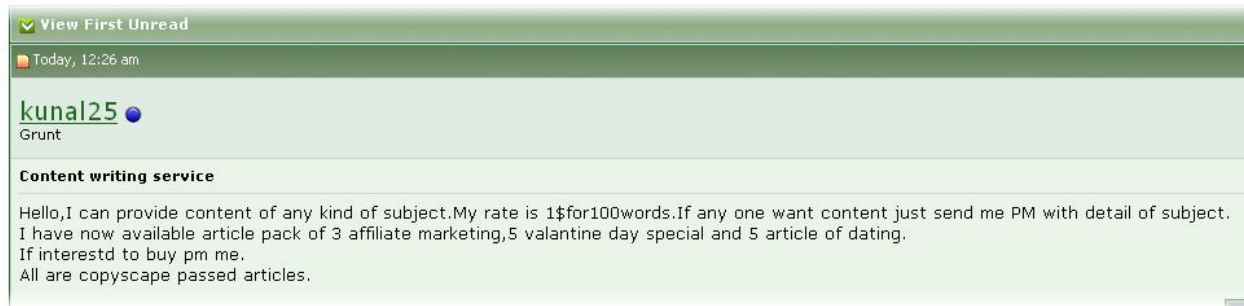 View First Unread
Today, 12:26 am
kunal25
Grunt
Content writing service
Hello,I can provide content of any kind of subject.My rate is 1$for100words.If any one want content just send me PM with detail of subject.
I have now available article pack of 3 affiliate marketing,5 valantine day special and 5 article of dating.
If interestd to buy pm me.
All are copyscape passed articles.